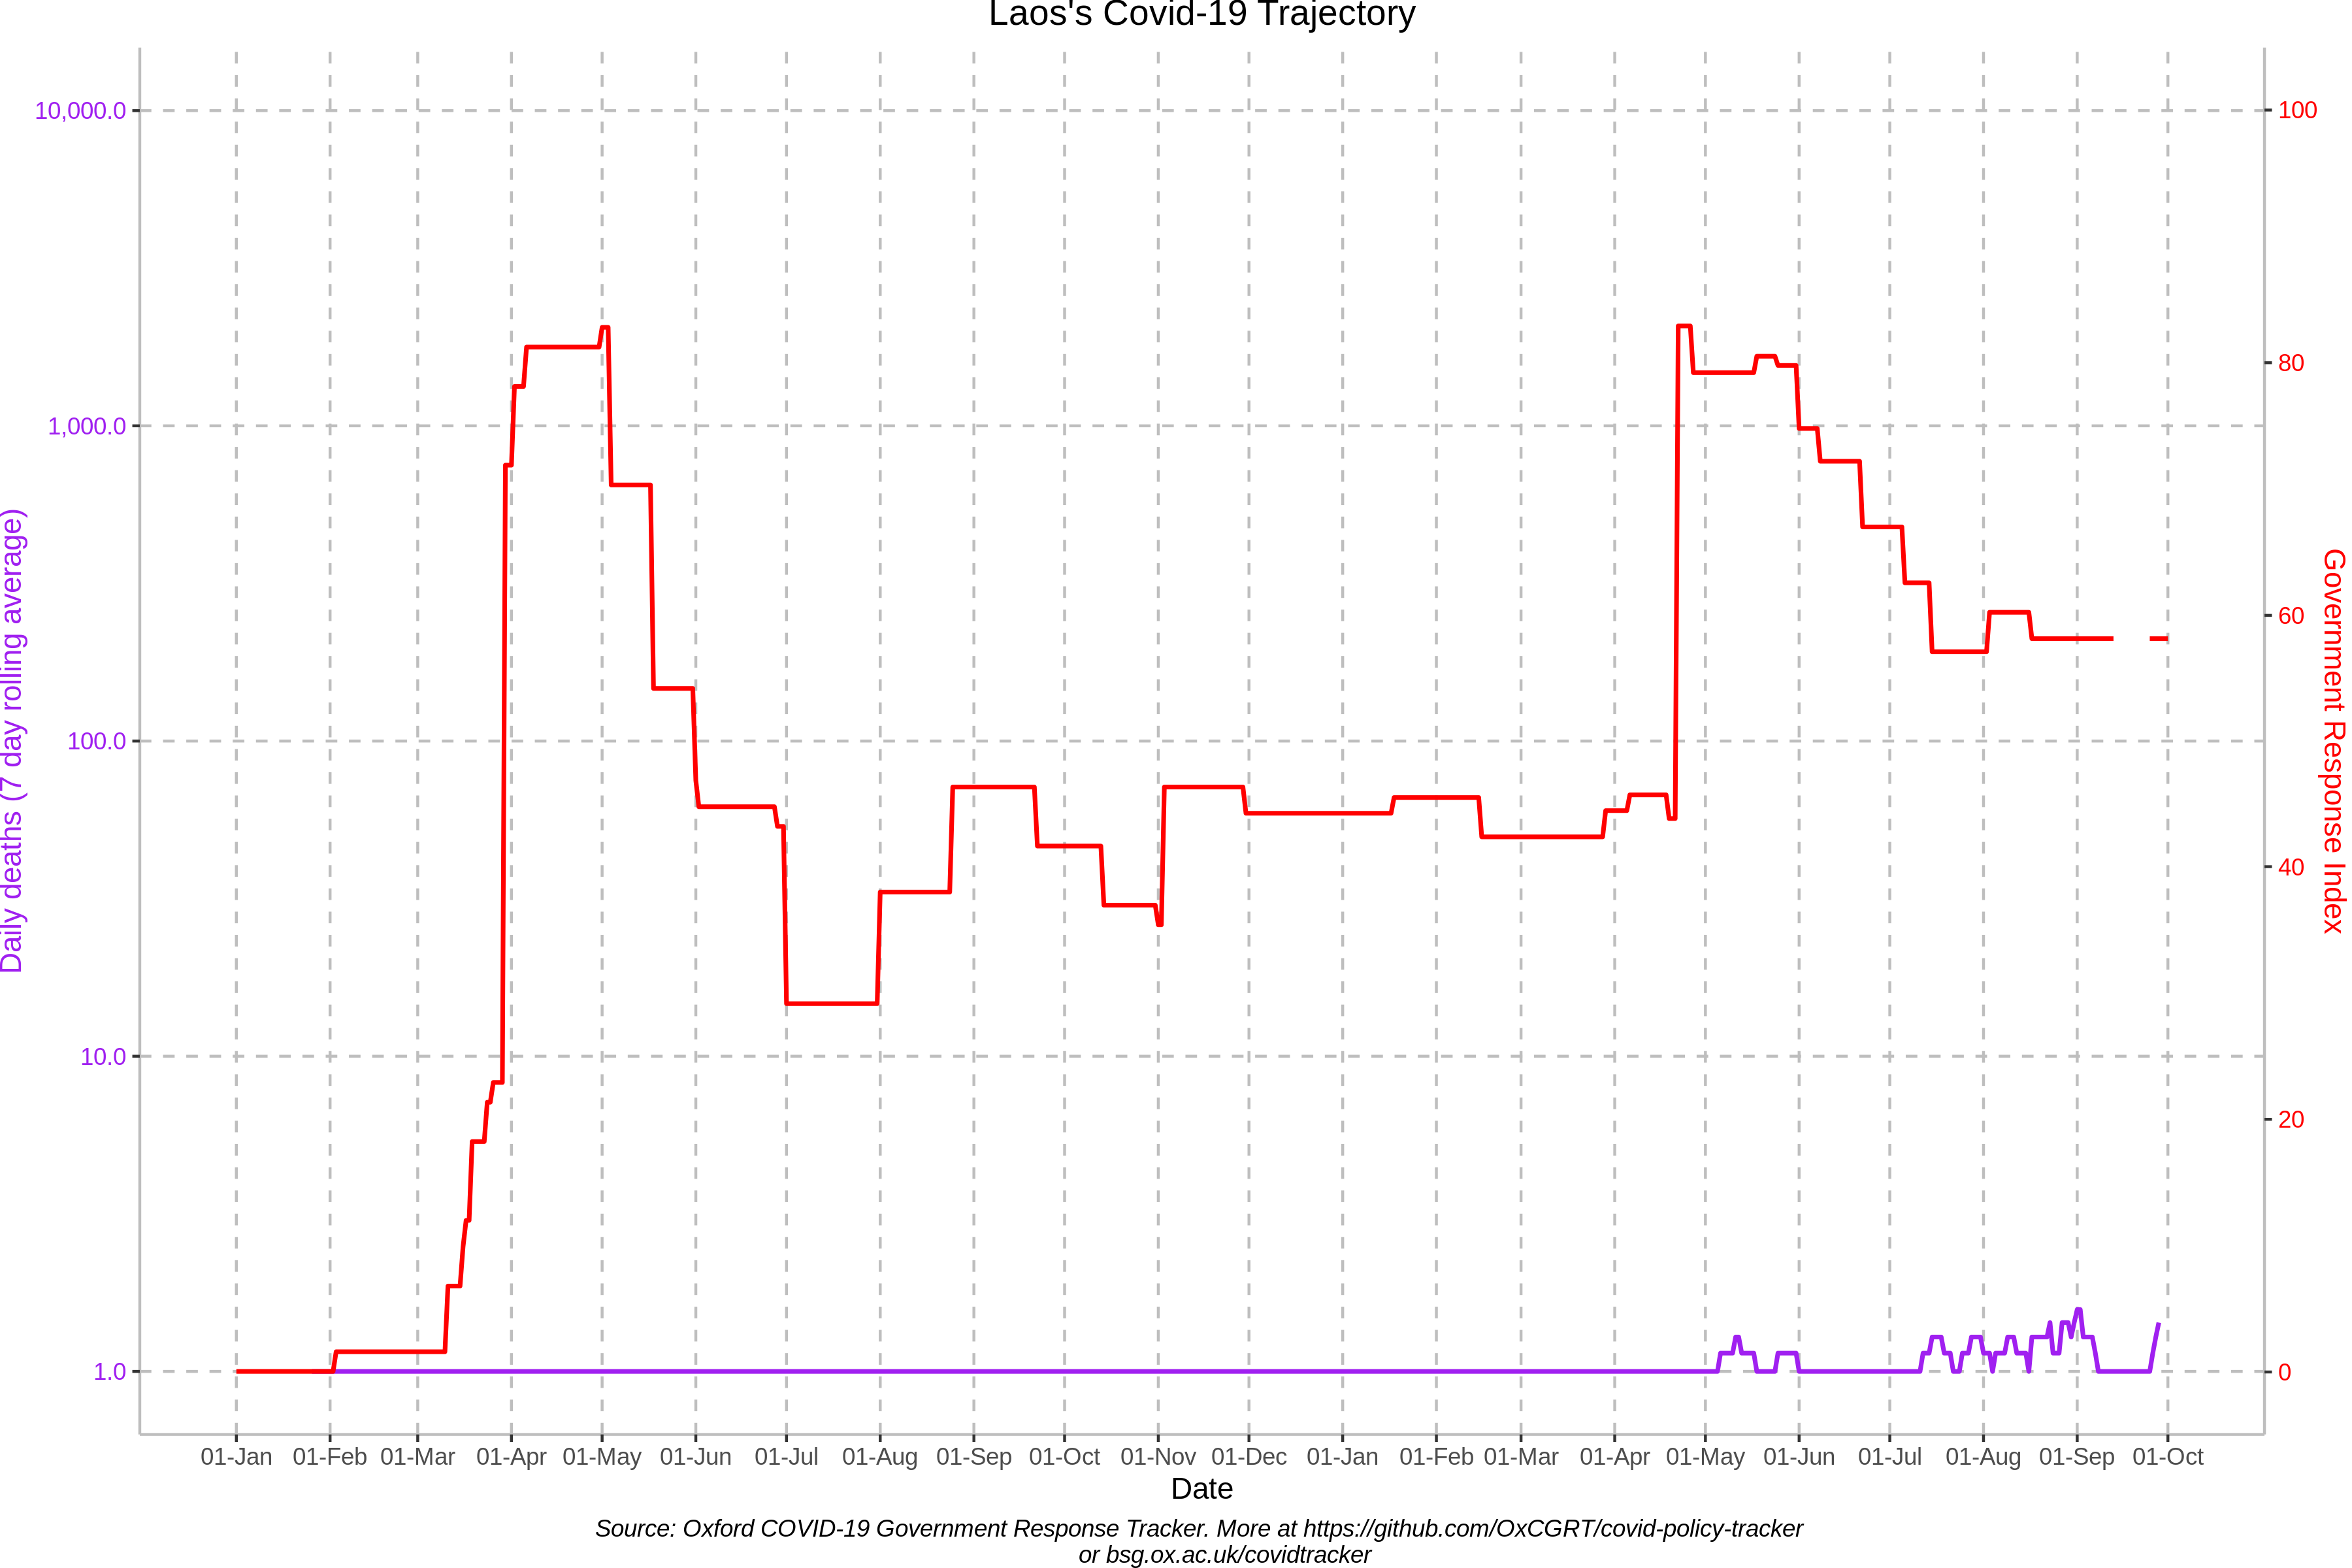 Laos's Covid-19 Trajectory
10,000.0
1,000.0
100.0
10.0
1.0
Daily deaths (7 day rolling average)
100
80
60
40
20
0
Government Response Index
01-Jan 01-Feb 01-Mar 01-Apr 01-May 01-Jun 01-Jul 01-Aug 01-Sep 01-Oct 01-Nov 01-Dec 01-Jan 01-Feb 01-Mar 01-Apr 01-May 01-Jun 01-Jul 01-Aug 01-Sep 01-Oct
Date
Source: Oxford COVID-19 Government Response Tracker. More at https://github.com/OxCGRT/covid-policy-tracker
or bsg.ox.ac.uk/covidtracker